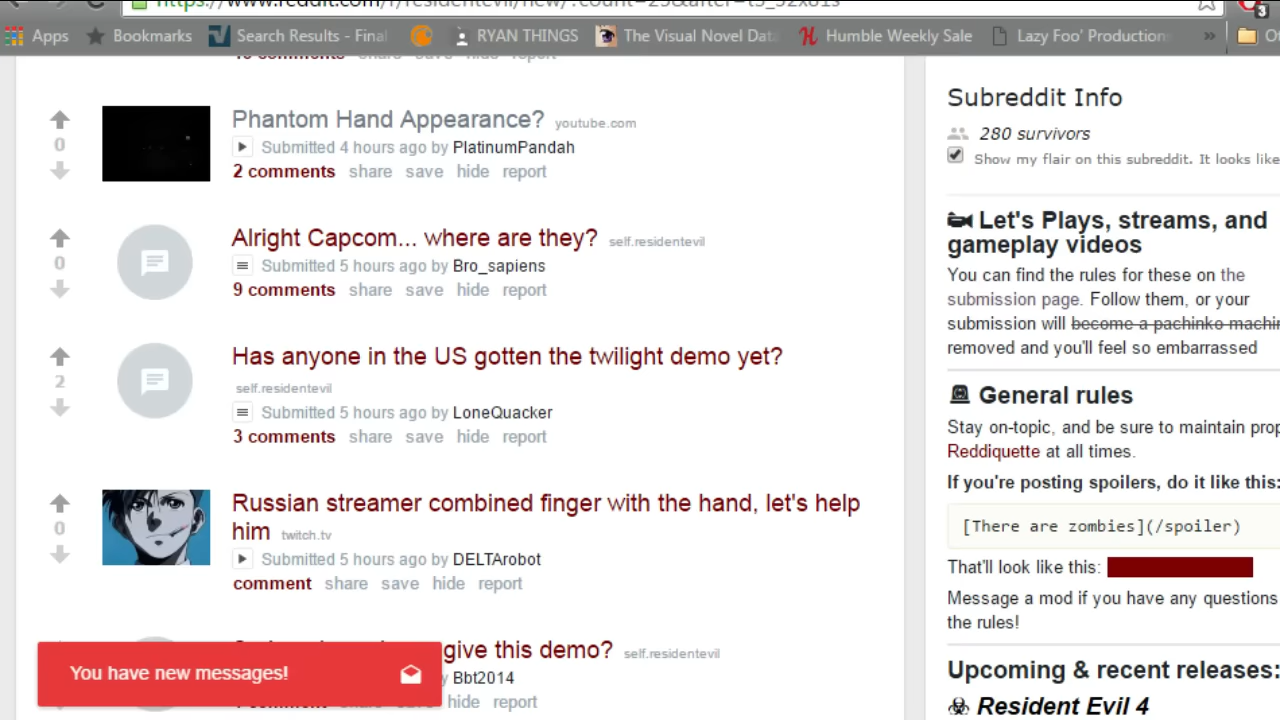 Apps Bookmarks Search Results - Final RYAN THINGS The Visual Novel Dat Humble Weekly Sale Lazy Foo' Production »
share save hide report
Phantom Hand Appearance? youtube.com
0
Submitted 4 hours ago by PlatinumPandah
2 comments share save hide report
Alright Capcom... where are they? self.residentevil
0
Submitted 5 hours ago by Bro_sapiens
9 comments share save hide report
Has anyone in the US gotten the twilight demo yet?
self.residentevil
2
Submitted 5 hours ago by LoneQuacker
3 comments share save hide report
Russian streamer combined finger with the hand, let's help
him twitch.tv
0
Submitted 5 hours ago by DELTArobot
comment share save hide report
give this demo? self.residentevil
You have new messages!
Bbt2014
hide report
3
Subreddit Info
280 survivors
Show my flair on this subreddit. It looks like
Let's Plays, streams, and
gameplay videos
You can find the rules for these on the
submission page. Follow them, or your
submission will become a pachinko machin
removed and you'll feel so embarrassed
General rules
Stay on-topic, and be sure to maintain prop
Reddiquette at all times.
If you're posting spoilers, do it like this:
[There are zombies](/spoiler)
That'll look like this:
Message a mod if you have any questions
the rules!
Upcoming & recent releases:
Resident Evil 4